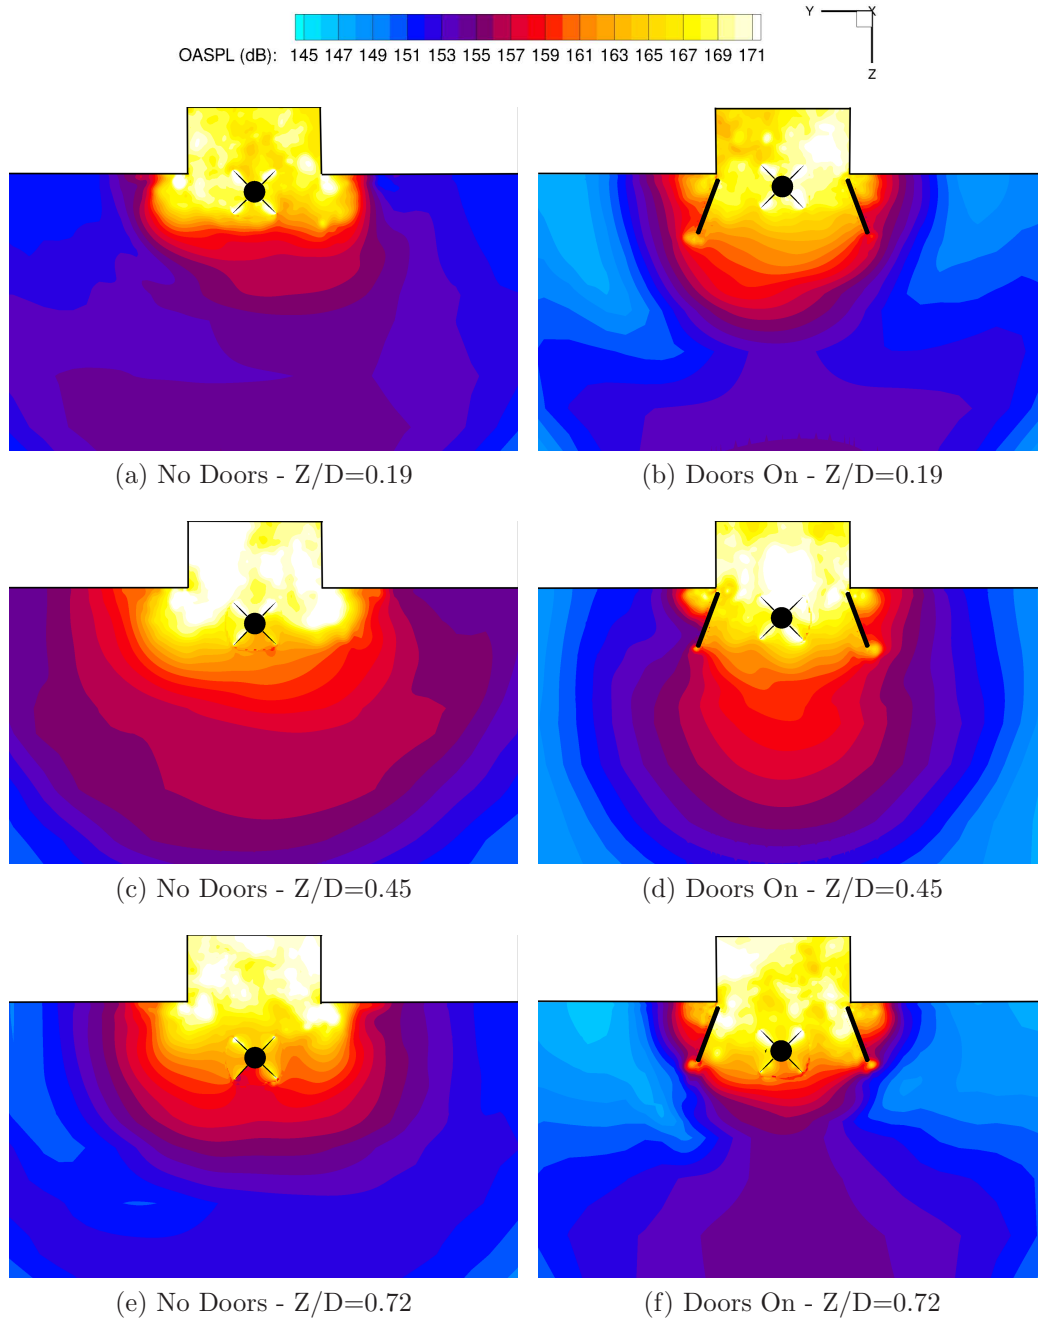 OASPL (dB): 145 147 149 151 153 155 157 159 161 163 165 167 169 171
Y X
Z
(a) No Doors - Z/D=0.19
(b) Doors On - Z/D=0.19
(c) No Doors - Z/D=0.45
(d) Doors On - Z/D=0.45
(e) No Doors - Z/D=0.72
(f) Doors On - Z/D=0.72